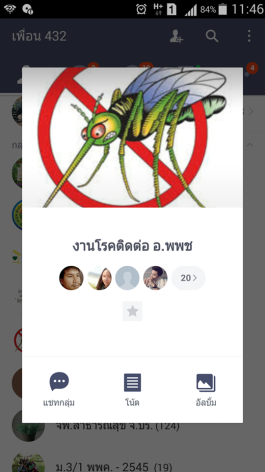 84% 11:46
เพื่อน 432
4
งานโรคติดต่อ อ.พพช
20
แชทกลุ่ม โน้ต อัลบั้ม
จพ.สาธารณสุข จ.บร. (124)
ม.3/1 พพค. - 2545 (19)